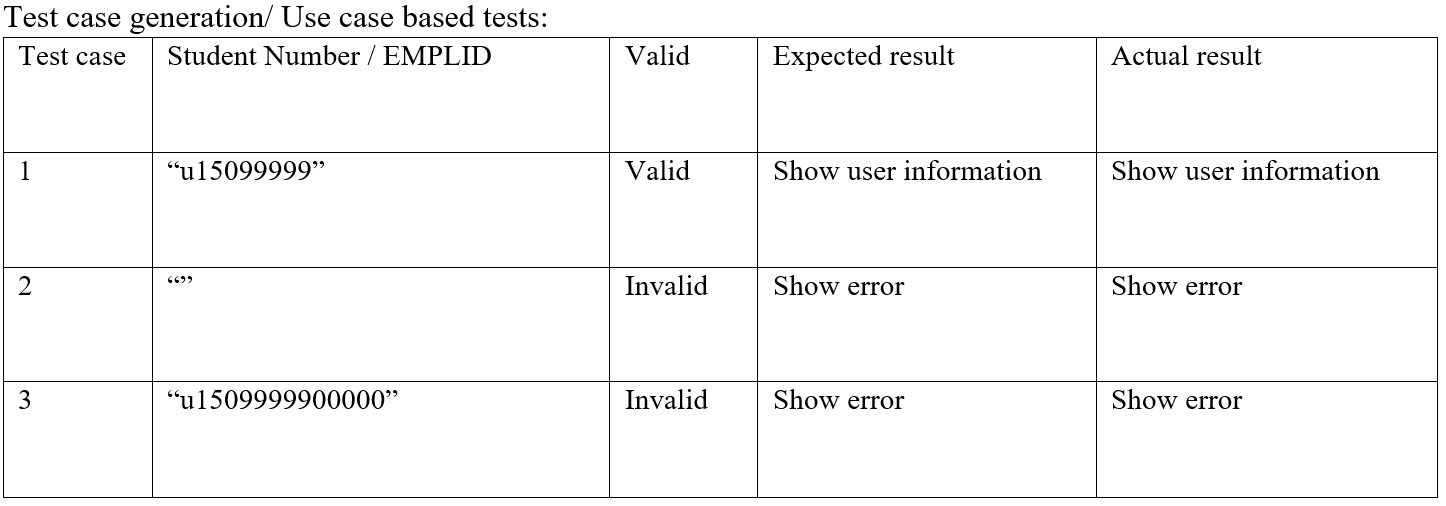 Test case generation/ Use case based tests:
Test case Student Number / EMPLID Valid Expected result Actual result
1 “u15099999” Valid Show user information Show user information
2 “” Invalid Show error Show error
3 “u1509999900000” Invalid Show error Show error